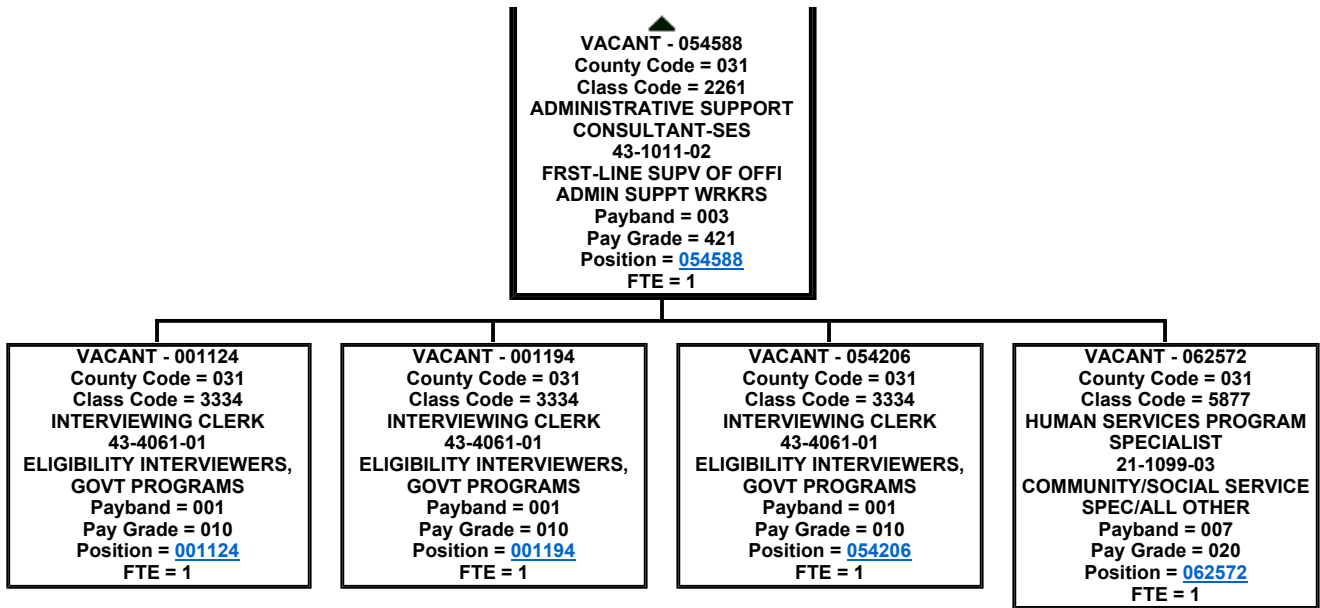 VACANT - 054588
County Code = 031
Class Code = 2261
ADMINISTRATIVE SUPPORT
CONSULTANT-SES
43-1011-02
FRST-LINE SUPV OF OFFI
ADMIN SUPPT WRKRS
Payband = 003
Pay Grade = 421
Position = 054588
FTE = 1
VACANT - 001124
County Code = 031
Class Code = 3334
INTERVIEWING CLERK
43-4061-01
ELIGIBILITY INTERVIEWERS,
GOVT PROGRAMS
Payband = 001
Pay Grade = 010
Position = 001124
FTE = 1
VACANT - 001194
County Code = 031
Class Code = 3334
INTERVIEWING CLERK
43-4061-01
ELIGIBILITY INTERVIEWERS,
GOVT PROGRAMS
Payband = 001
Pay Grade = 010
Position = 001194
FTE = 1
VACANT - 054206
County Code = 031
Class Code = 3334
INTERVIEWING CLERK
43-4061-01
ELIGIBILITY INTERVIEWERS,
GOVT PROGRAMS
Payband = 001
Pay Grade = 010
Position = 054206
FTE = 1
VACANT - 062572
County Code = 031
Class Code = 5877
HUMAN SERVICES PROGRAM
SPECIALIST
21-1099-03
COMMUNITY/SOCIAL SERVICE
SPEC/ALL OTHER
Payband = 007
Pay Grade = 020
Position = 062572
FTE = 1